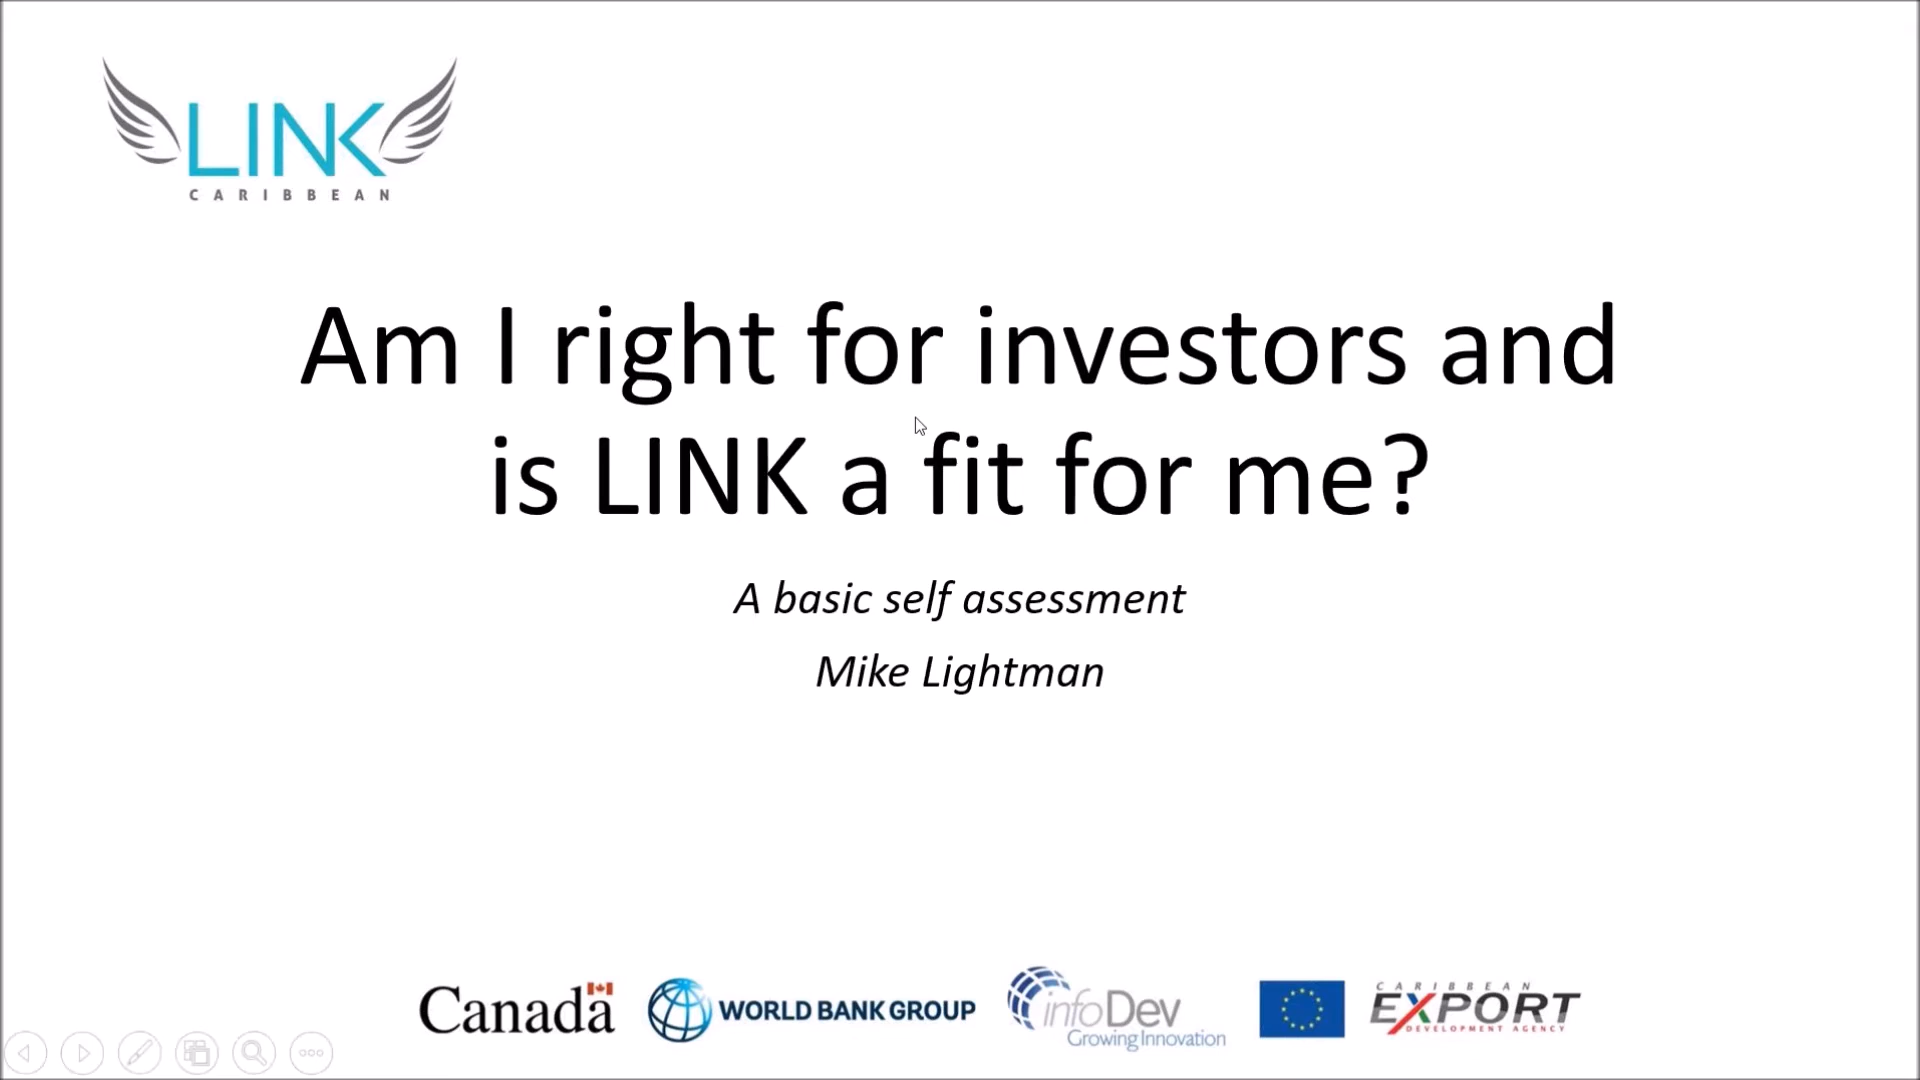 LINK
CARIBBEAN
Am I right for investors and
is LINK a fit for me?
A basic self assessment
Mike Lightman
Canada
WORLD BANK GROUP
infoDev
Growing Innovation
CARIBBEAN
EXPORT
DEVELOPMENT AGENCY